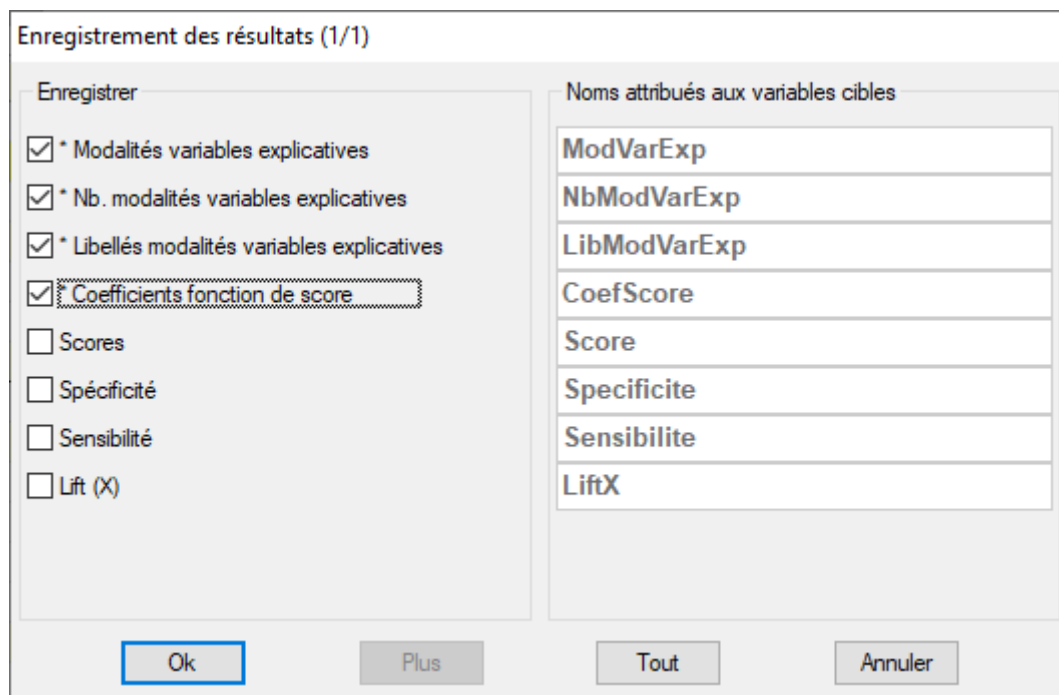 Enregistrement des résultats (1/1)
Enregistrer
Noms attribués aux variables cibles
* Modalités variables explicatives
ModVarExp
* Nb. modalités variables explicatives
NbModVarExp
* Libellés modalités variables explicatives
LibModVarExp
* Coefficients fonction de score
CoefScore
Scores
Score
Spécificité
Specificite
Sensibilité
Sensibilite
Lift (X)
LiftX
Ok
Plus
Tout
Annuler